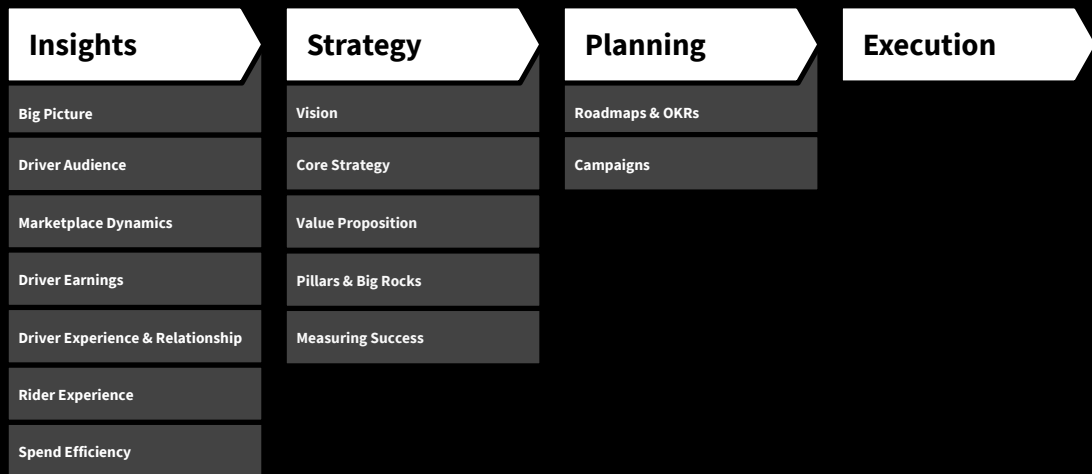 Insights
Big Picture
Driver Audience
Marketplace Dynamics
Driver Earnings
Driver Experience & Relationship
Rider Experience
Spend Efficiency
Strategy
Vision
Core Strategy
Value Proposition
Pillars & Big Rocks
Measuring Success
Planning
Roadmaps & OKRs
Campaigns
Execution